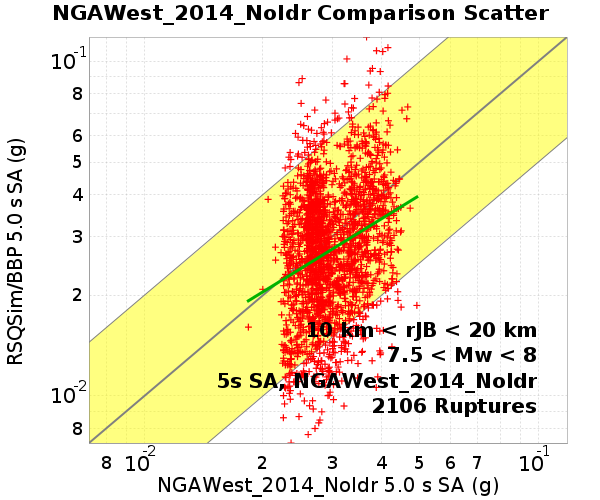 NGAWest_2014_NoIdr Comparison Scatter
RSQSim/BBP 5.0 s SA (g)
10-1
8
6
5
4
3
2
10-2
8
10 km < rJB < 20 km
7.5 < Mw < 8
5s SA, NGAWest_2014_NoIdr
2106 Ruptures
8 10-2 2 3 4 5 6 7 8 10-1
NGAWest_2014_NoIdr 5.0 s SA (g)